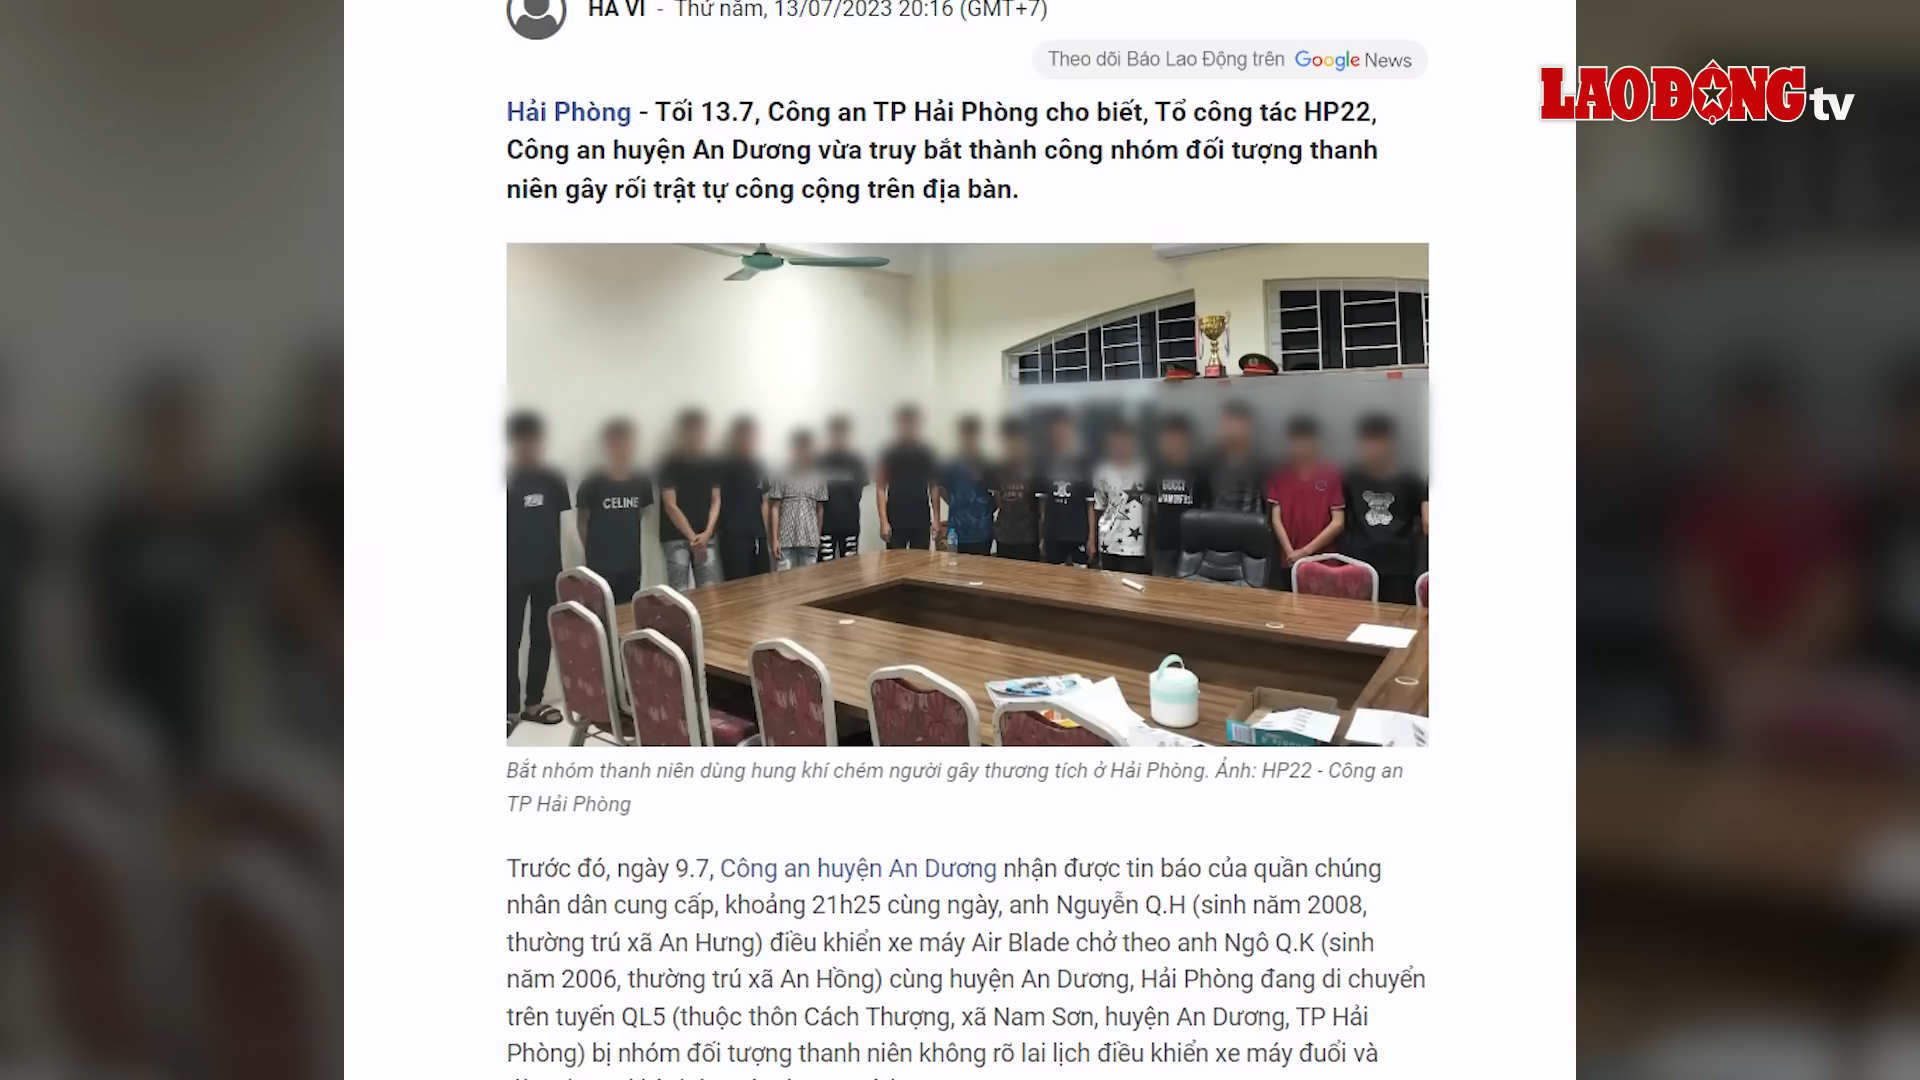 HÀ VI - Thứ năm, 13/07/2023 20:16 (GMT+7)
Theo dõi Báo Lao Động trên Google News
LAO ĐỘNG tv
Hải Phòng - Tối 13.7, Công an TP Hải Phòng cho biết, Tổ công tác HP22,
Công an huyện An Dương vừa truy bắt thành công nhóm đối tượng thanh
niên gây rối trật tự công cộng trên địa bàn.
CELINE
GUCCI
Bắt nhóm thanh niên dùng hung khí chém người gây thương tích ở Hải Phòng. Ảnh: HP22 - Công an
TP Hải Phòng
Trước đó, ngày 9.7, Công an huyện An Dương nhận được tin báo của quần chúng
nhân dân cung cấp, khoảng 21h25 cùng ngày, anh Nguyễn Q.H (sinh năm 2008,
thường trú xã An Hưng) điều khiển xe máy Air Blade chở theo anh Ngô Q.K (sinh
năm 2006, thường trú xã An Hồng) cùng huyện An Dương, Hải Phòng đang di chuyển
trên tuyến QL5 (thuộc thôn Cách Thượng, xã Nam Sơn, huyện An Dương, TP Hải
Phòng) bị nhóm đối tượng thanh niên không rõ lai lịch điều khiển xe máy đuổi và